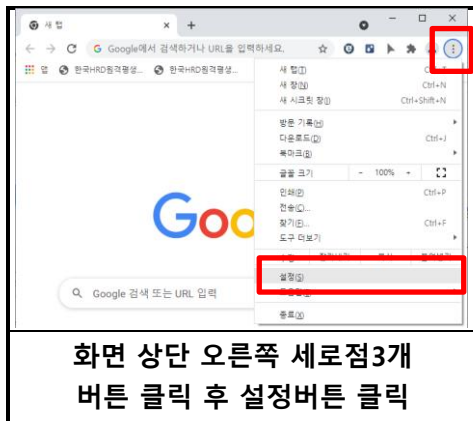 새 탭
Google에서 검색하거나 URL을 입력하세요.
앱 한국HRD원격평생... 한국HRD원격평생...
새 탭(T)
새 창(N) Ctrl+N
새 시크릿 창(I) Ctrl+Shift+N
방문 기록(H)
다운로드(D) Ctrl+J
북마크(B)
글꼴 크기 - 100% +
인쇄(P) Ctrl+P
전송(C)...
찾기(F)... Ctrl+F
도구 더보기
설정(S)
종료(X)
Goo
Google 검색 또는 URL 입력
화면 상단 오른쪽 세로점3개
버튼 클릭 후 설정버튼 클릭